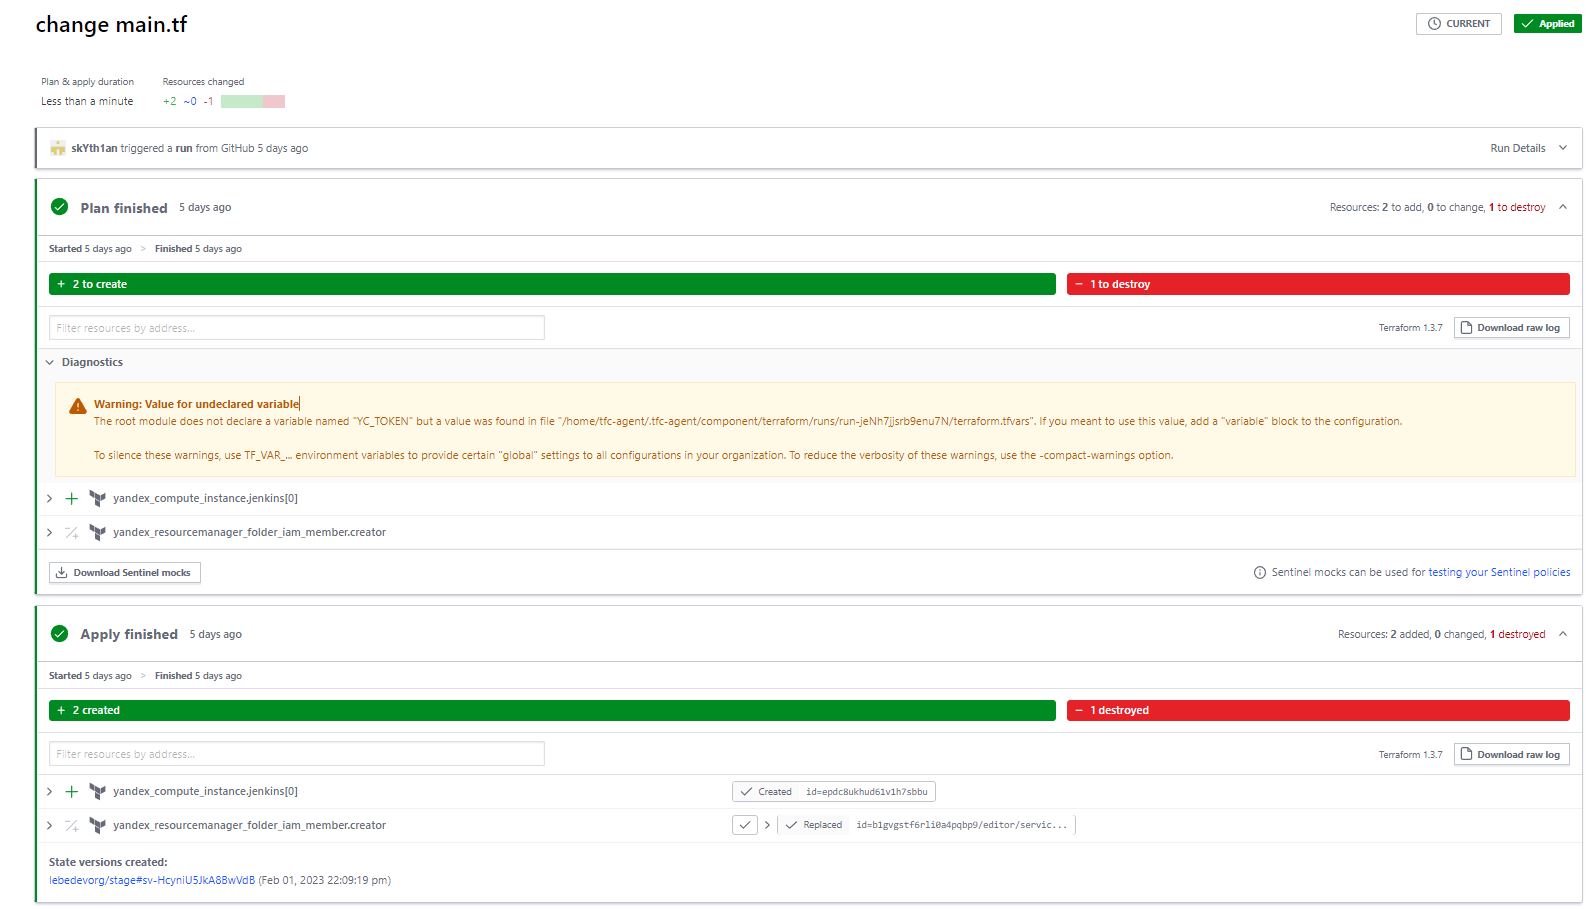 change main.tf
CURRENT
Applied
Plan & apply duration
Resources changed
Less than a minute
+2 ~0 -1
skYth1an triggered a run from GitHub 5 days ago
Run Details
Plan finished 5 days ago
Resources: 2 to add, 0 to change, 1 to destroy
Started 5 days ago > Finished 5 days ago
+ 2 to create
− 1 to destroy
Filter resources by address...
Terraform 1.3.7
Download raw log
Diagnostics
Warning: Value for undeclared variable
The root module does not declare a variable named "YC_TOKEN" but a value was found in file "/home/tfc-agent/.tfc-agent/component/terraform/runs/run-jeNh7jjsrb9enu7N/terraform.tfvars". If you meant to use this value, add a "variable" block to the configuration.
To silence these warnings, use TF_VAR_... environment variables to provide certain "global" settings to all configurations in your organization. To reduce the verbosity of these warnings, use the -compact-warnings option.
yandex_compute_instance.jenkins[0]
yandex_resourcemanager_folder_iam_member.creator
Download Sentinel mocks
Sentinel mocks can be used for testing your Sentinel policies
Apply finished 5 days ago
Resources: 2 added, 0 changed, 1 destroyed
Started 5 days ago > Finished 5 days ago
+ 2 created
− 1 destroyed
Filter resources by address...
Terraform 1.3.7
Download raw log
yandex_compute_instance.jenkins[0]
Created id=epdc8ukhud61v1h7sbbu
yandex_resourcemanager_folder_iam_member.creator
Replaced id=b1gvgstf6rli0a4pqbp9/editor/servic...
State versions created:
lebedevorg/stage#sv-HcyniU5JkA8BwVdB (Feb 01, 2023 22:09:19 pm)